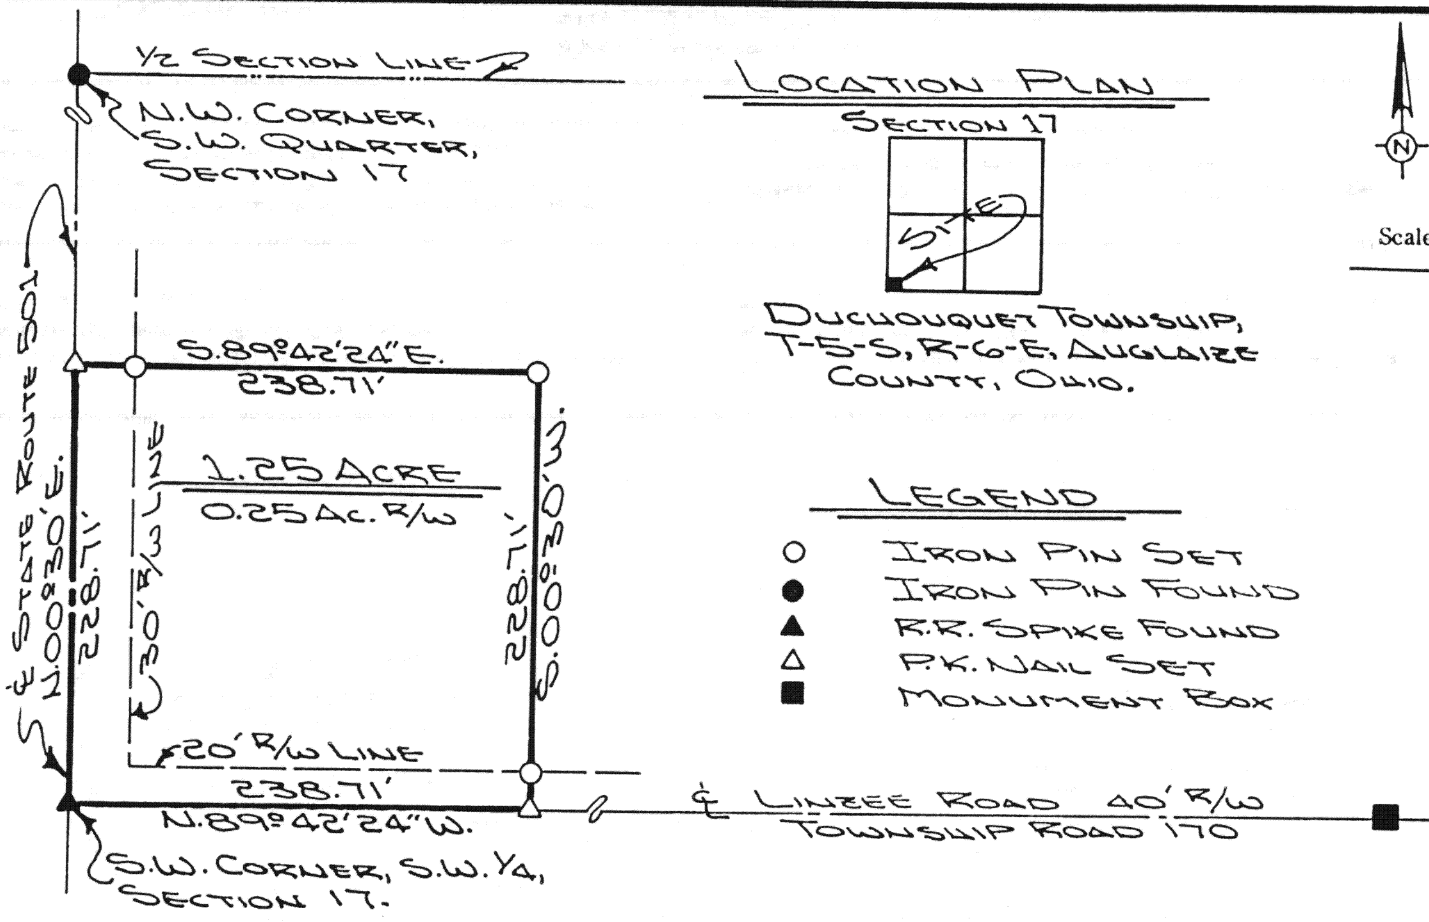 1/2 SECTION LINE
N.W. CORNER,
S.W. QUARTER,
SECTION 17
LOCATION PLAN
SECTION 17
SITE
DUCHOUQUET TOWNSHIP,
T-5-S, R-6-E, AUGLAIZE
COUNTY, OHIO.
N
Scale
℄ STATE ROUTE 501
N.00°30'E.
228.71'
S.89°42'24"E.
238.71'
30' R/W LINE
1.25 ACRE
0.25 AC. R/W
228.71'
S.00°30'W.
20' R/W LINE
238.71'
N.89°42'24"W.
S.W. CORNER, S.W. 1/4,
SECTION 17.
LEGEND
IRON PIN SET
IRON PIN FOUND
R.R. SPIKE FOUND
P.K. NAIL SET
MONUMENT BOX
℄ LINZEE ROAD 40' R/W
TOWNSHIP ROAD 170